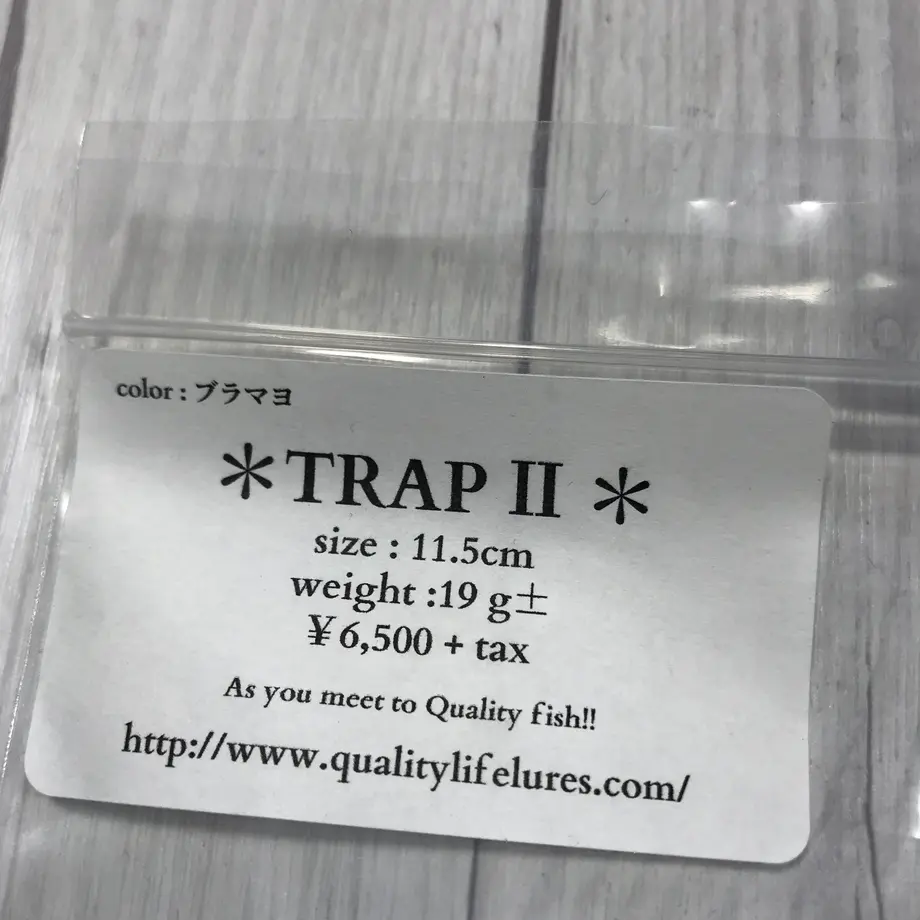 color : ブラマヨ
＊TRAP II ＊
size : 11.5cm
weight :19 g±
￥6,500 + tax
As you meet to Quality fish!!
http://www.qualitylifelures.com/